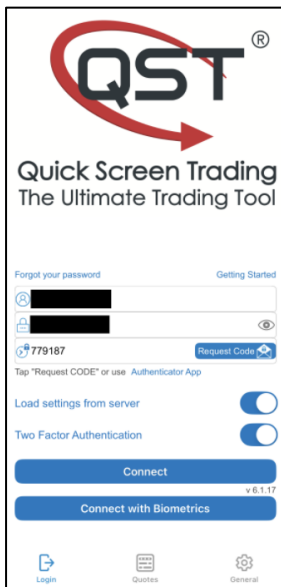 QST ®
Quick Screen Trading
The Ultimate Trading Tool
Forgot your password Getting Started
779187 Request Code
Tap "Request CODE" or use Authenticator App
Load settings from server
Two Factor Authentication
Connect
v 6.1.17
Connect with Biometrics
Login Quotes General